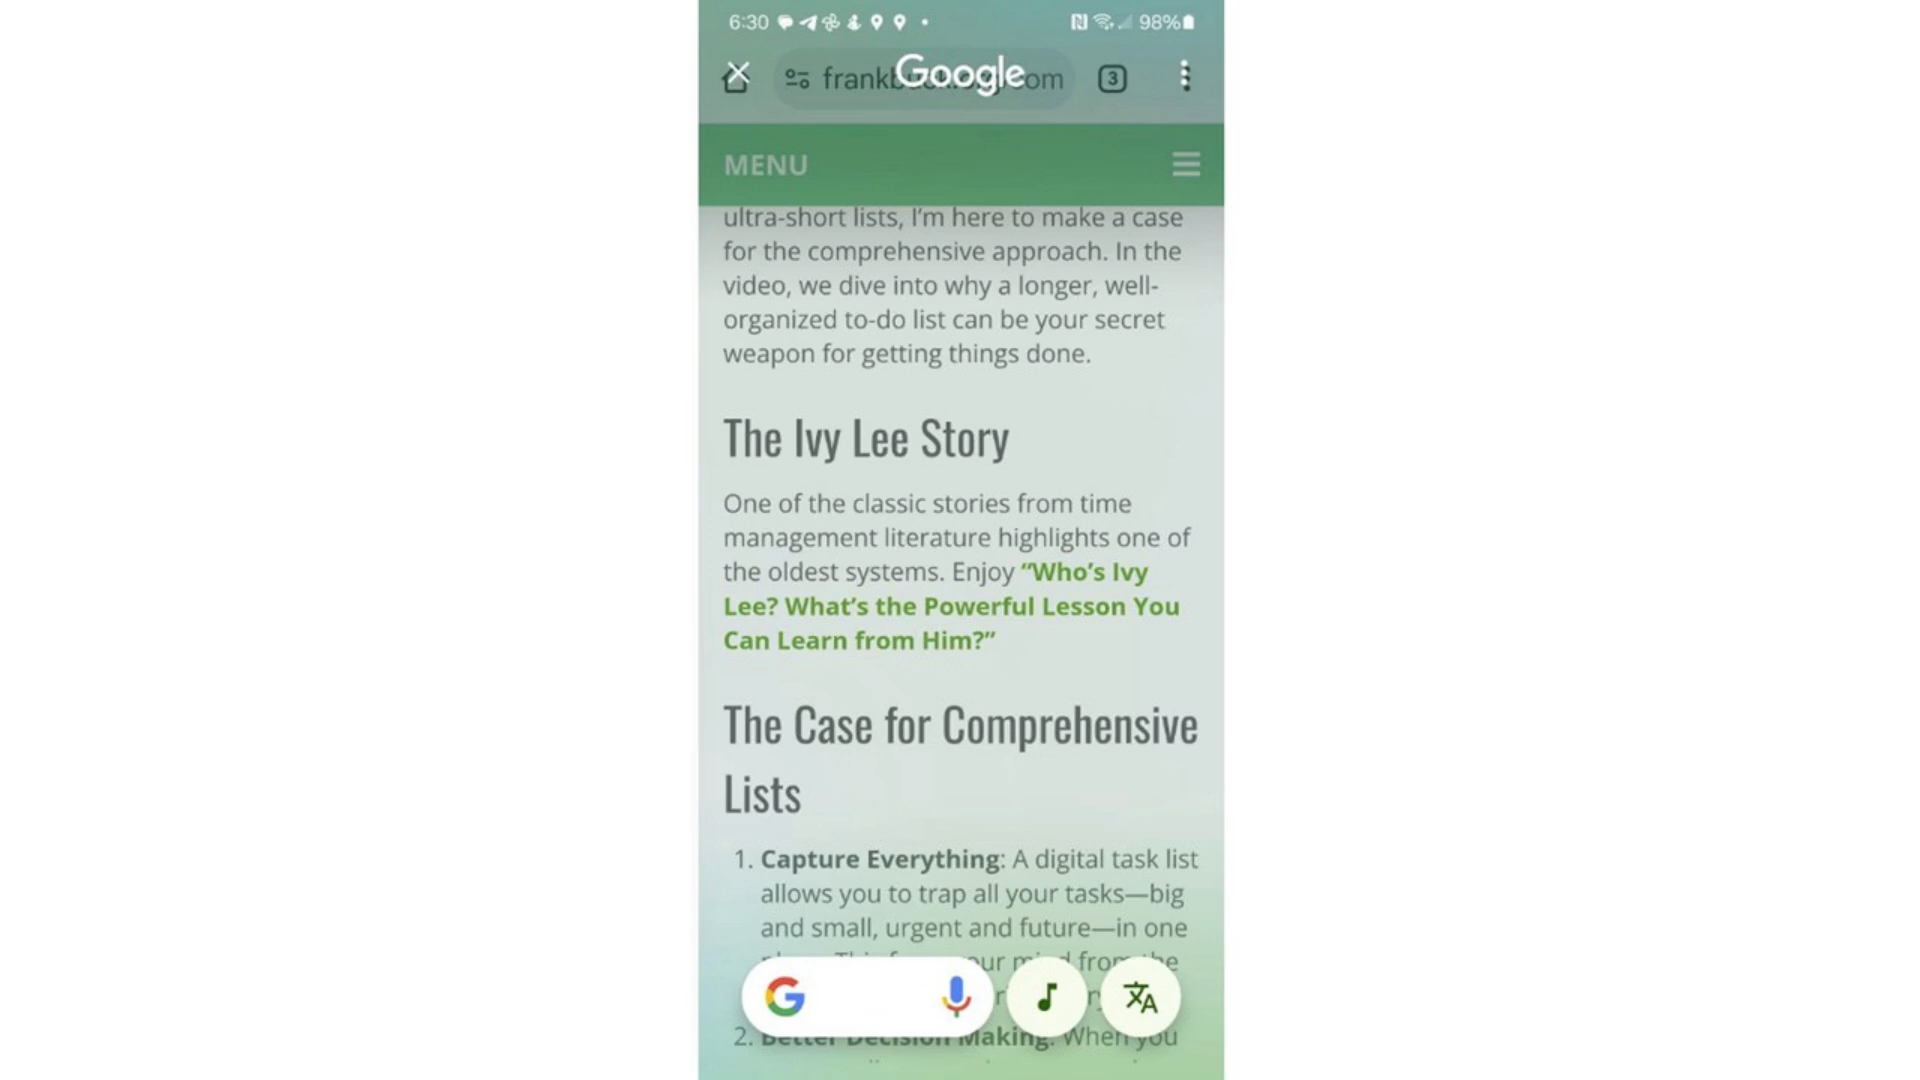 6:30 98%
Google
frankb om 3
MENU
ultra-short lists, I'm here to make a case
for the comprehensive approach. In the
video, we dive into why a longer, well-
organized to-do list can be your secret
weapon for getting things done.
The Ivy Lee Story
One of the classic stories from time
management literature highlights one of
the oldest systems. Enjoy “Who’s Ivy
Lee? What’s the Powerful Lesson You
Can Learn from Him?”
The Case for Comprehensive
Lists
1. Capture Everything: A digital task list
allows you to trap all your tasks—big
and small, urgent and future—in one
from
2. Better Decision Making: When you